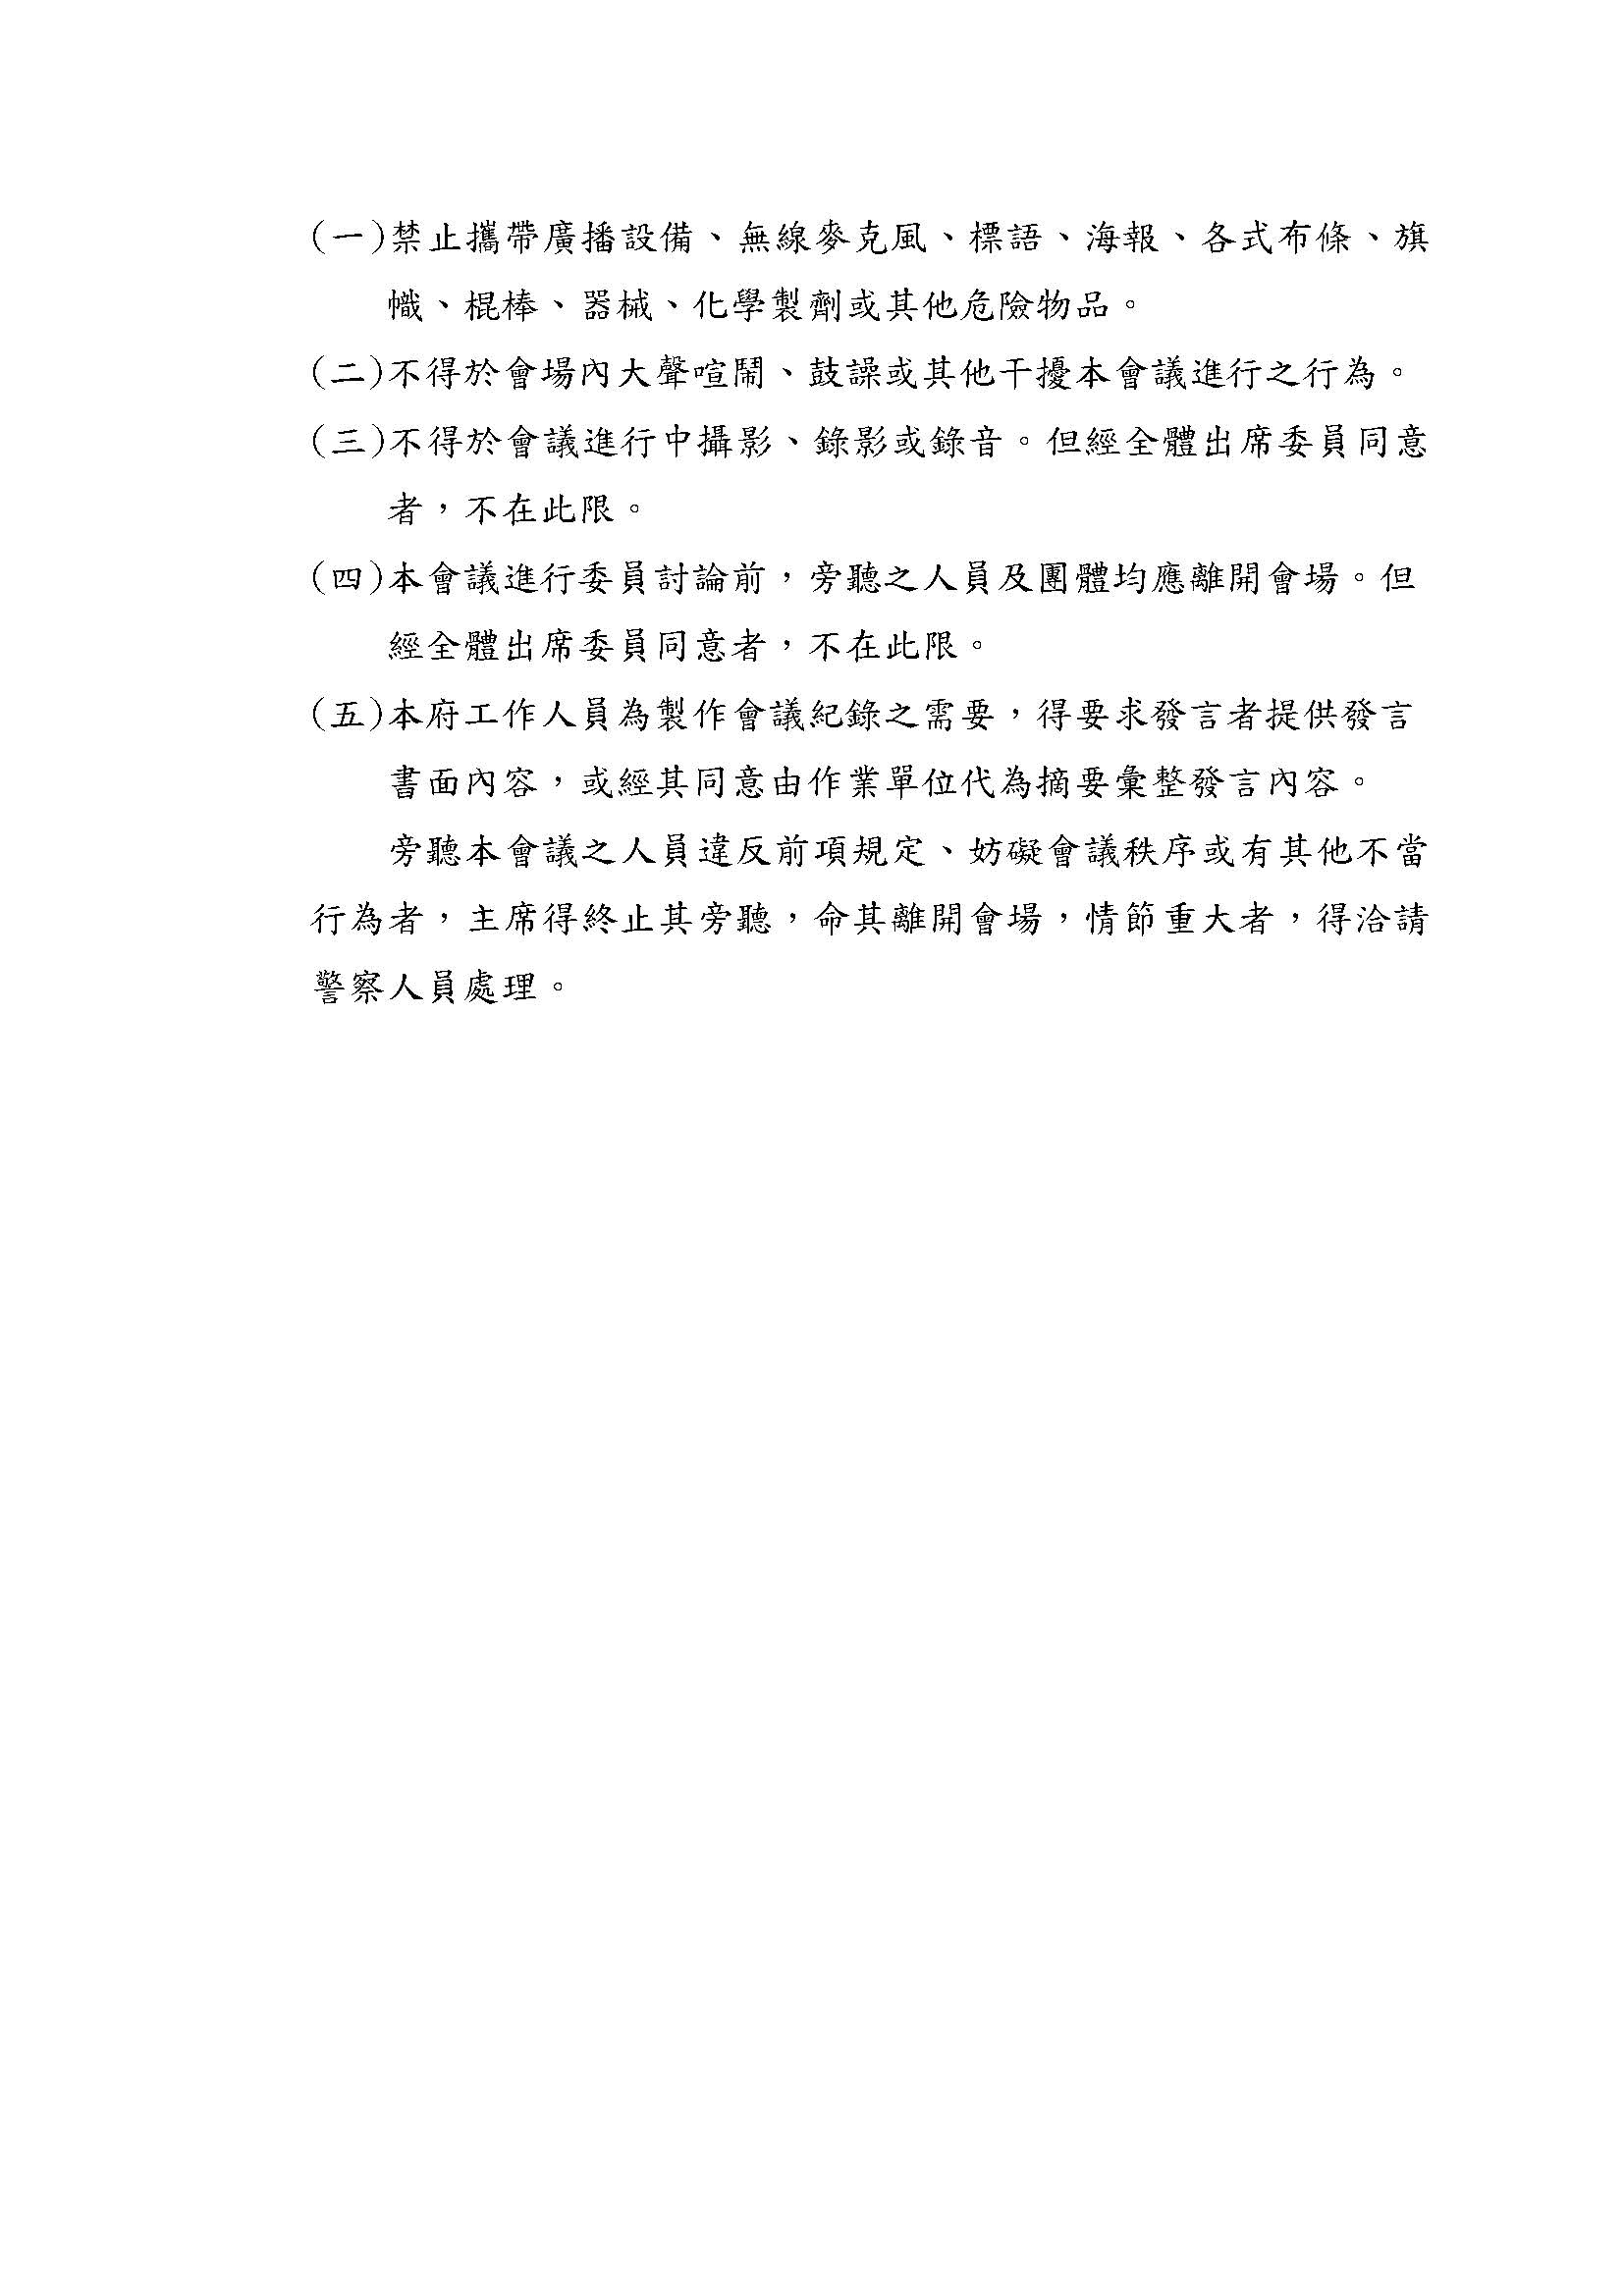 (一)禁止攜帶廣播設備、無線麥克風、標語、海報、各式布條、旗
幟、棍棒、器械、化學製劑或其他危險物品。
(二)不得於會場內大聲喧鬧、鼓譟或其他干擾本會議進行之行為。
(三)不得於會議進行中攝影、錄影或錄音。但經全體出席委員同意
者，不在此限。
(四)本會議進行委員討論前，旁聽之人員及團體均應離開會場。但
經全體出席委員同意者，不在此限。
(五)本府工作人員為製作會議紀錄之需要，得要求發言者提供發言
書面內容，或經其同意由作業單位代為摘要彙整發言內容。
旁聽本會議之人員違反前項規定、妨礙會議秩序或有其他不當
行為者，主席得終止其旁聽，命其離開會場，情節重大者，得洽請
警察人員處理。